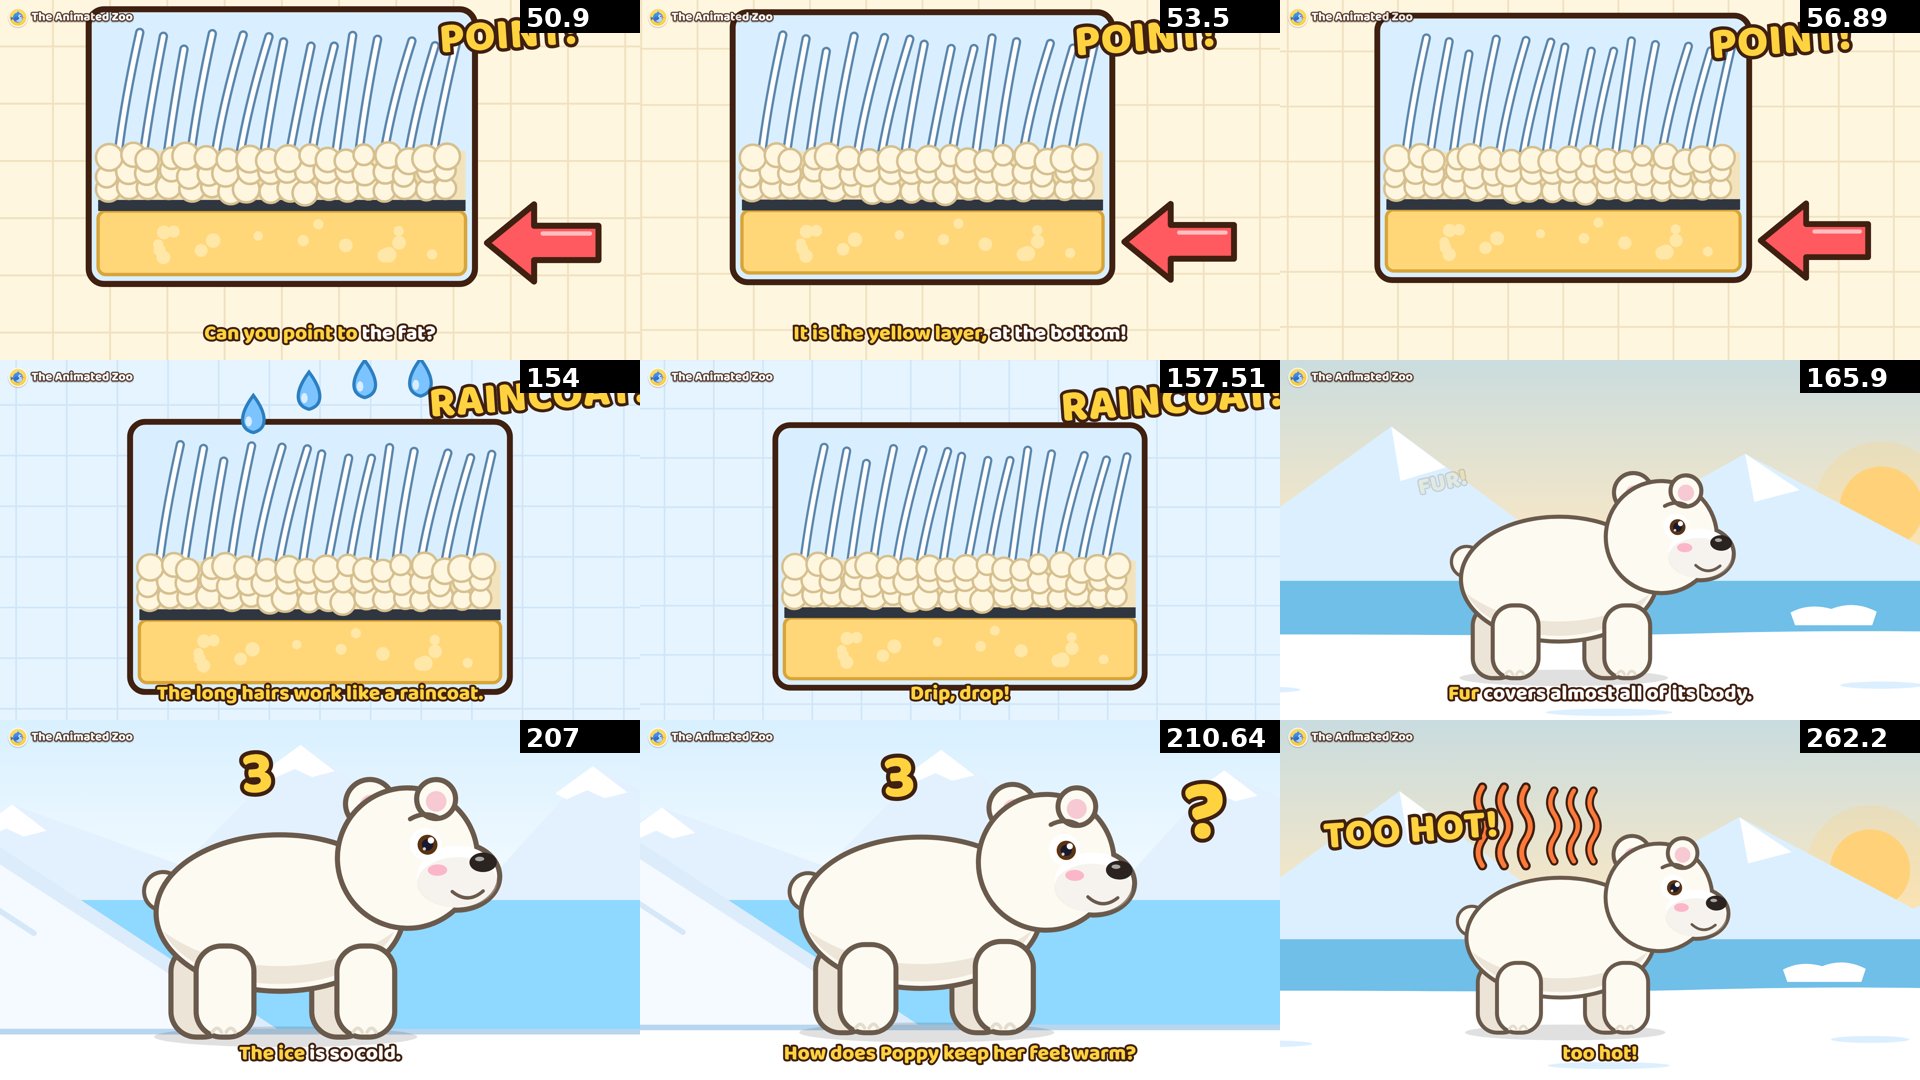 The Animated Zoo
50.9
POINT!
Can you point to the fat?
The Animated Zoo
53.5
POINT!
It is the yellow layer, at the bottom!
The Animated Zoo
56.89
POINT!
The Animated Zoo
154
RAINCOAT!
The long hairs work like a raincoat.
The Animated Zoo
157.51
RAINCOAT!
Drip, drop!
The Animated Zoo
165.9
FUR!
Fur covers almost all of its body.
The Animated Zoo
207
3
The ice is so cold.
The Animated Zoo
210.64
3
?
How does Poppy keep her feet warm?
The Animated Zoo
262.2
TOO HOT!
too hot!